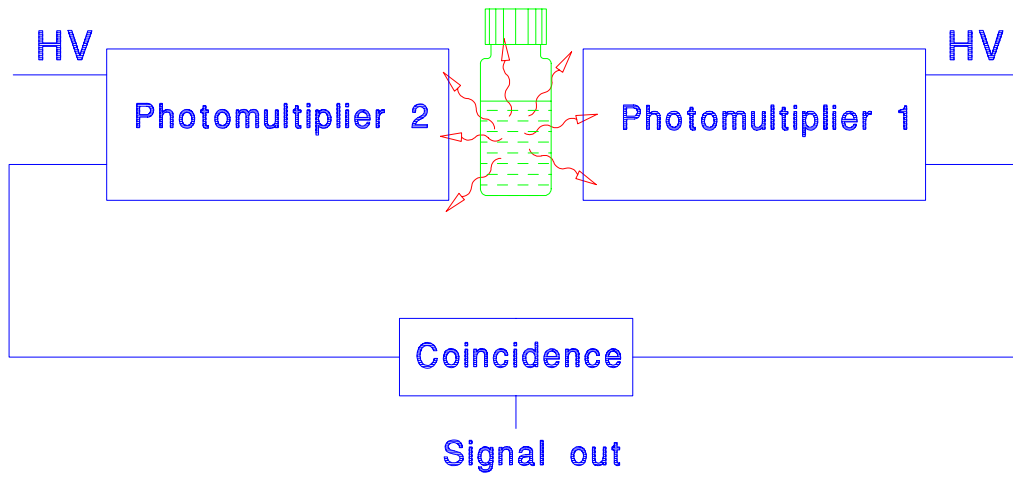 HV
HV
Photomultiplier 2
Photomultiplier 1
Coincidence
Signal out